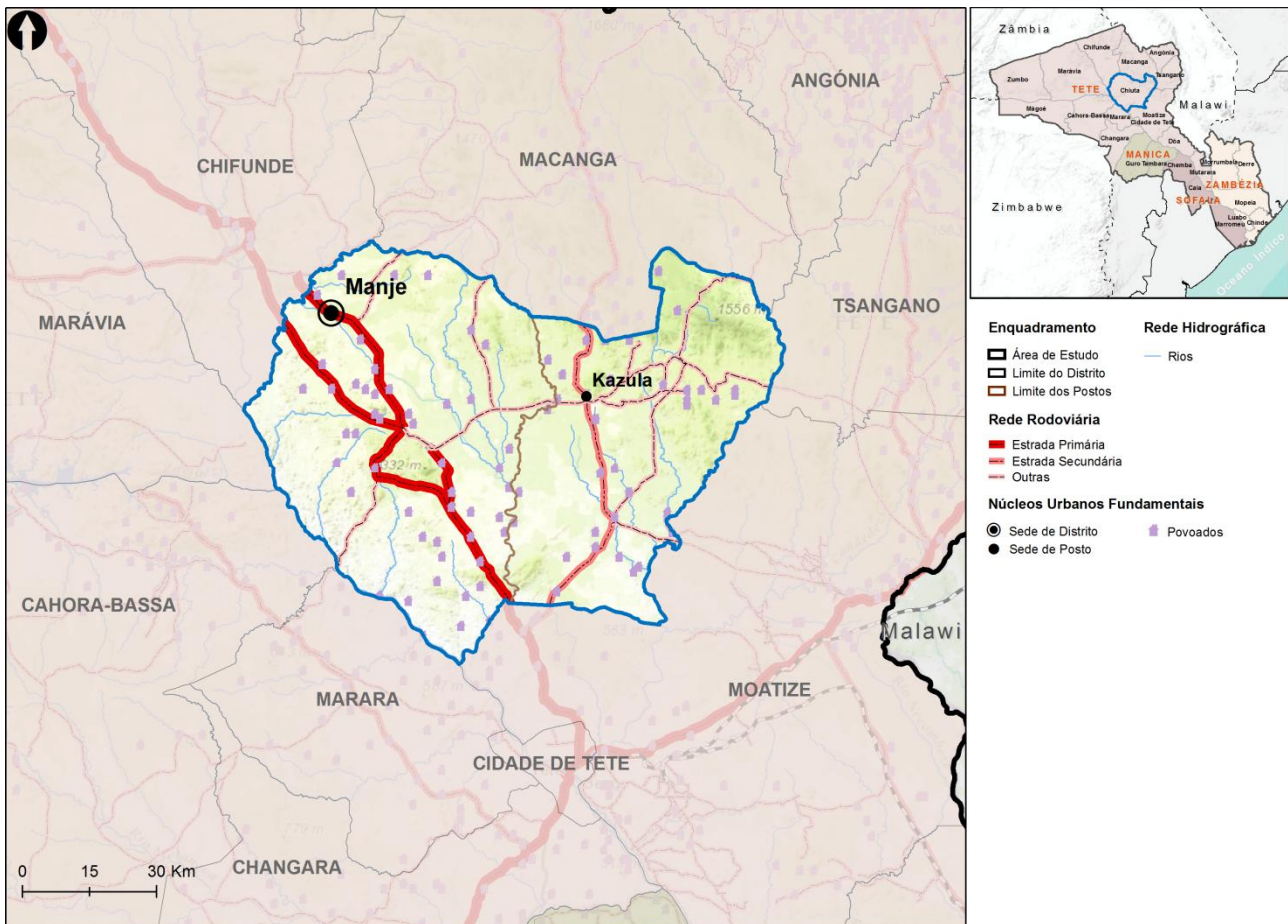 CHIFUNDE
MACANGA
ANGÓNIA
MARÁVIA
TSANGANO
Manje
1556 m
Kazula
332 m
CAHORA-BASSA
MARARA
MOATIZE
563 m
Malawi
CIDADE DE TETE
CHANGARA
0 15 30 Km
Zâmbia
Chifunde
Angónia
Macanga
Zumbo
Marávia
Tsangano
TETE
Chiuta
Malawi
Magoé
Cahora-Bassa
Marara
Moatize
Cidade de Tete
Changara
Dôa
MANICA
Guro
Tambara
Chemba
Mutarara
Morrumbala
Derre
Caia
ZAMBÉZIA
SOFALA
Mopeia
Zimbabwe
Luabo
Marromeu
Chinde
Oceano Índico
Enquadramento
Área de Estudo
Limite do Distrito
Limite dos Postos
Rede Hidrográfica
Rios
Rede Rodoviária
Estrada Primária
Estrada Secundária
Outras
Núcleos Urbanos Fundamentais
Sede de Distrito
Sede de Posto
Povoados